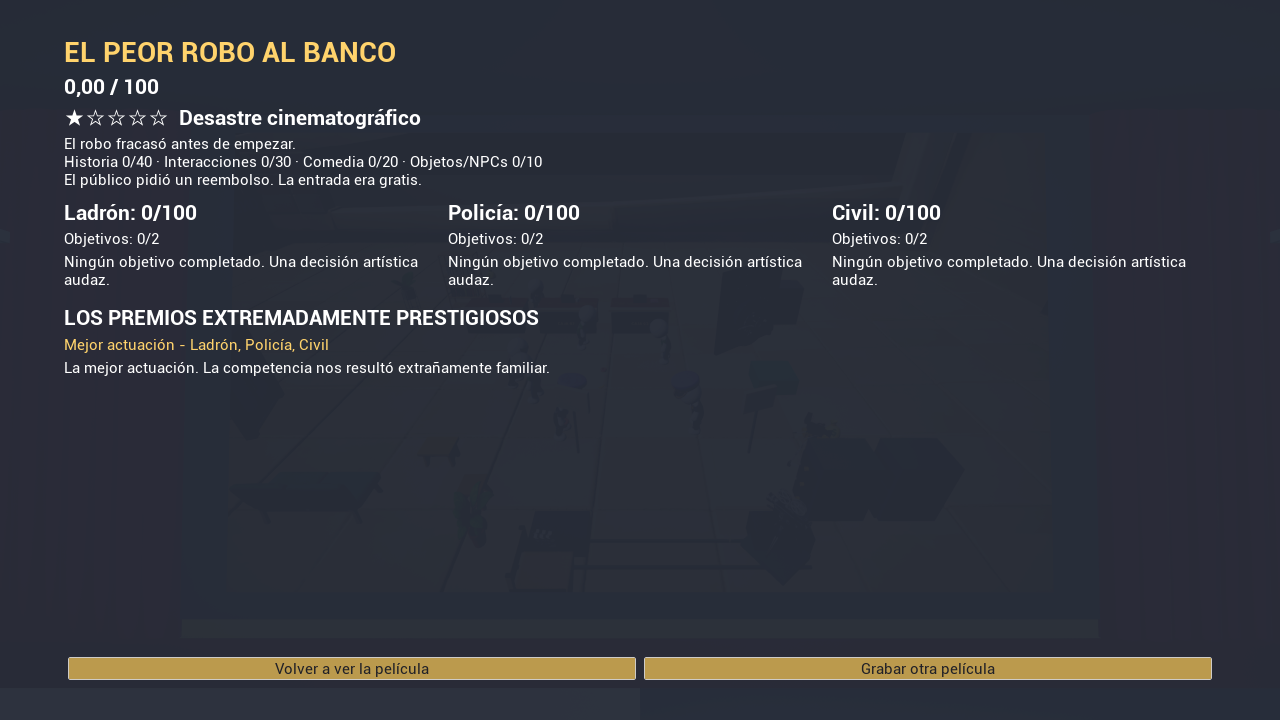 EL PEOR ROBO AL BANCO
0,00 / 100
★☆☆☆☆ Desastre cinematográfico
El robo fracasó antes de empezar.
Historia 0/40 · Interacciones 0/30 · Comedia 0/20 · Objetos/NPCs 0/10
El público pidió un reembolso. La entrada era gratis.
Ladrón: 0/100
Objetivos: 0/2
Ningún objetivo completado. Una decisión artística
audaz.
Policía: 0/100
Objetivos: 0/2
Ningún objetivo completado. Una decisión artística
audaz.
Civil: 0/100
Objetivos: 0/2
Ningún objetivo completado. Una decisión artística
audaz.
LOS PREMIOS EXTREMADAMENTE PRESTIGIOSOS
Mejor actuación - Ladrón, Policía, Civil
La mejor actuación. La competencia nos resultó extrañamente familiar.
Volver a ver la película
Grabar otra película